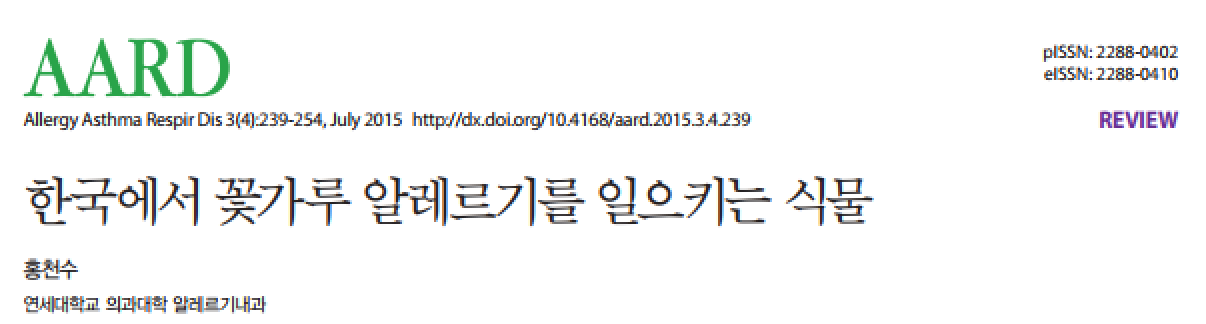 AARD
pISSN: 2288-0402
eISSN: 2288-0410
Allergy Asthma Respir Dis 3(4):239-254, July 2015 http://dx.doi.org/10.4168/aard.2015.3.4.239
REVIEW
한국에서 꽃가루 알레르기를 일으키는 식물
홍천수
연세대학교 의과대학 알레르기내과